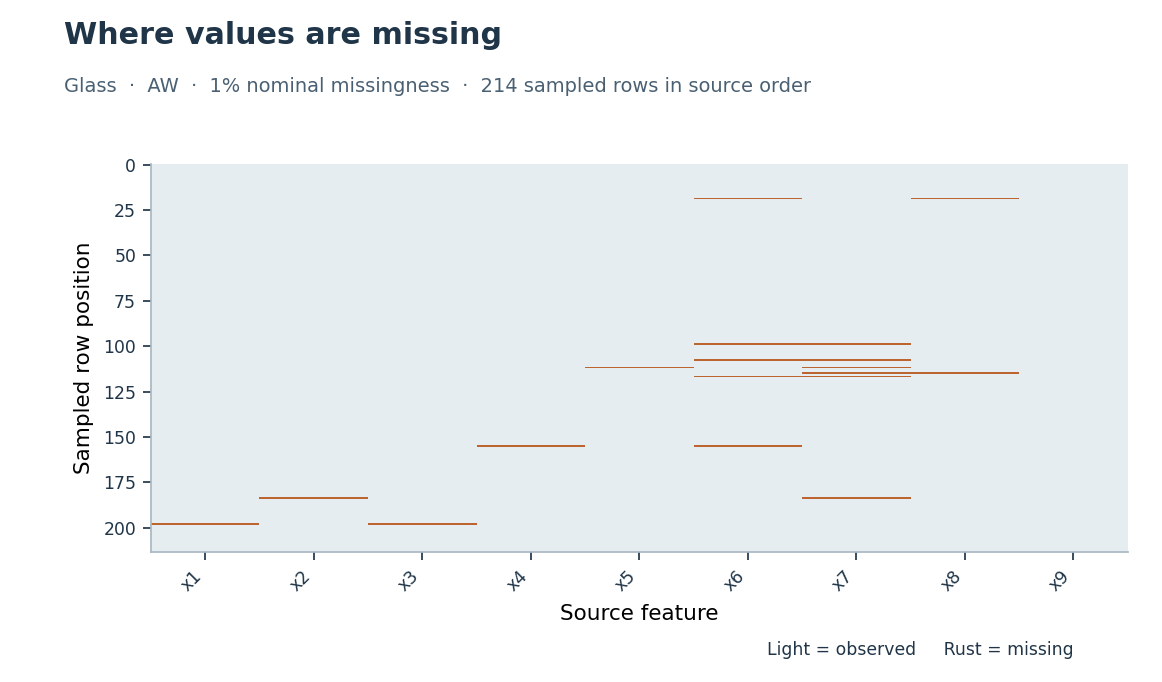 Where values are missing
Glass · AW · 1% nominal missingness · 214 sampled rows in source order
0
25
50
75
100
125
150
175
200
Sampled row position
x1
x2
x3
x4
x5
x6
x7
x8
x9
Source feature
Light = observed Rust = missing